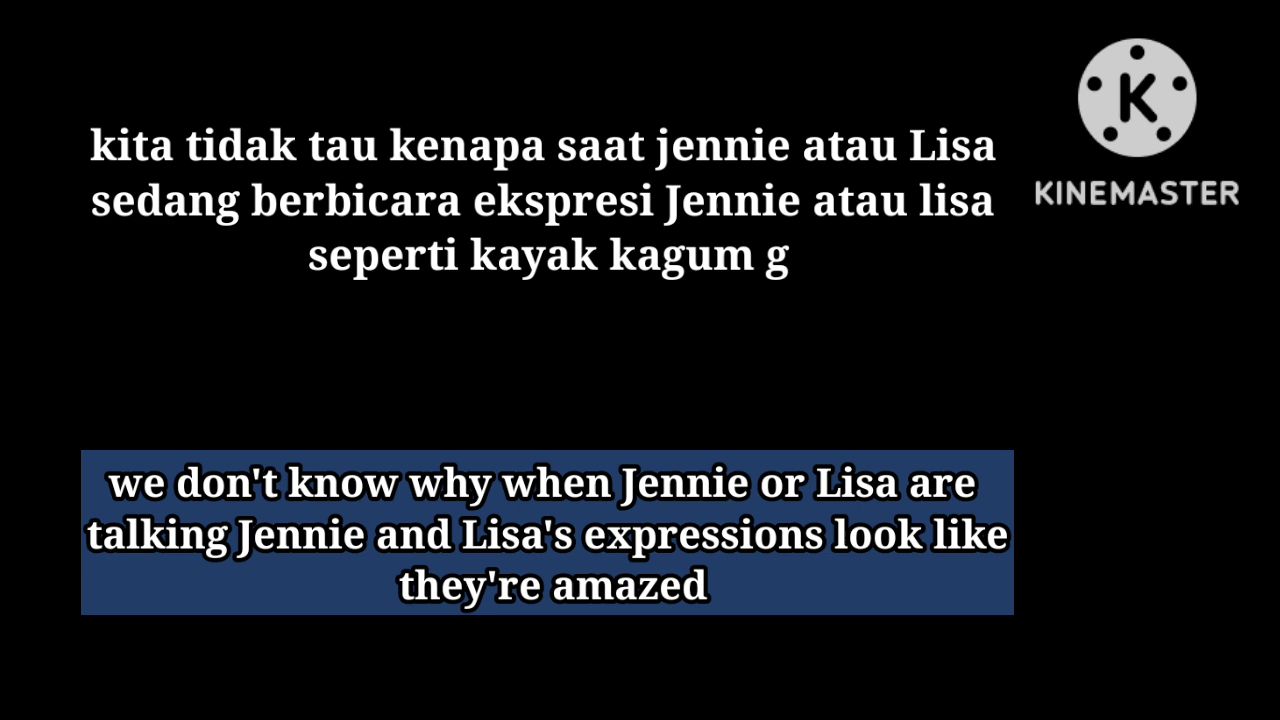 kita tidak tau kenapa saat jennie atau Lisa
sedang berbicara ekspresi Jennie atau lisa
seperti kayak kagum g
K
KINEMASTER
we don't know why when Jennie or Lisa are
talking Jennie and Lisa's expressions look like
they're amazed